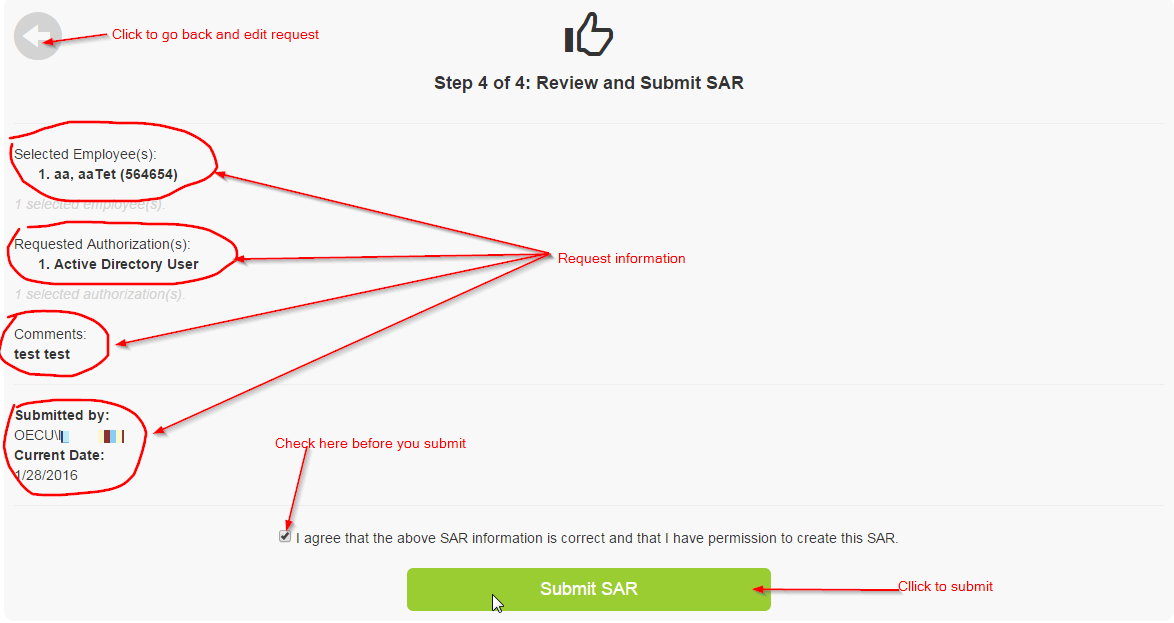 Click to go back and edit request
Step 4 of 4: Review and Submit SAR
Selected Employee(s):
1. aa, aaTet (564654)
1 selected employee(s).
Requested Authorization(s):
1. Active Directory User
Request information
1 selected authorization(s).
Comments:
test test
Submitted by:
OECU\
Current Date:
1/28/2016
Check here before you submit
I agree that the above SAR information is correct and that I have permission to create this SAR.
Submit SAR
Cllick to submit